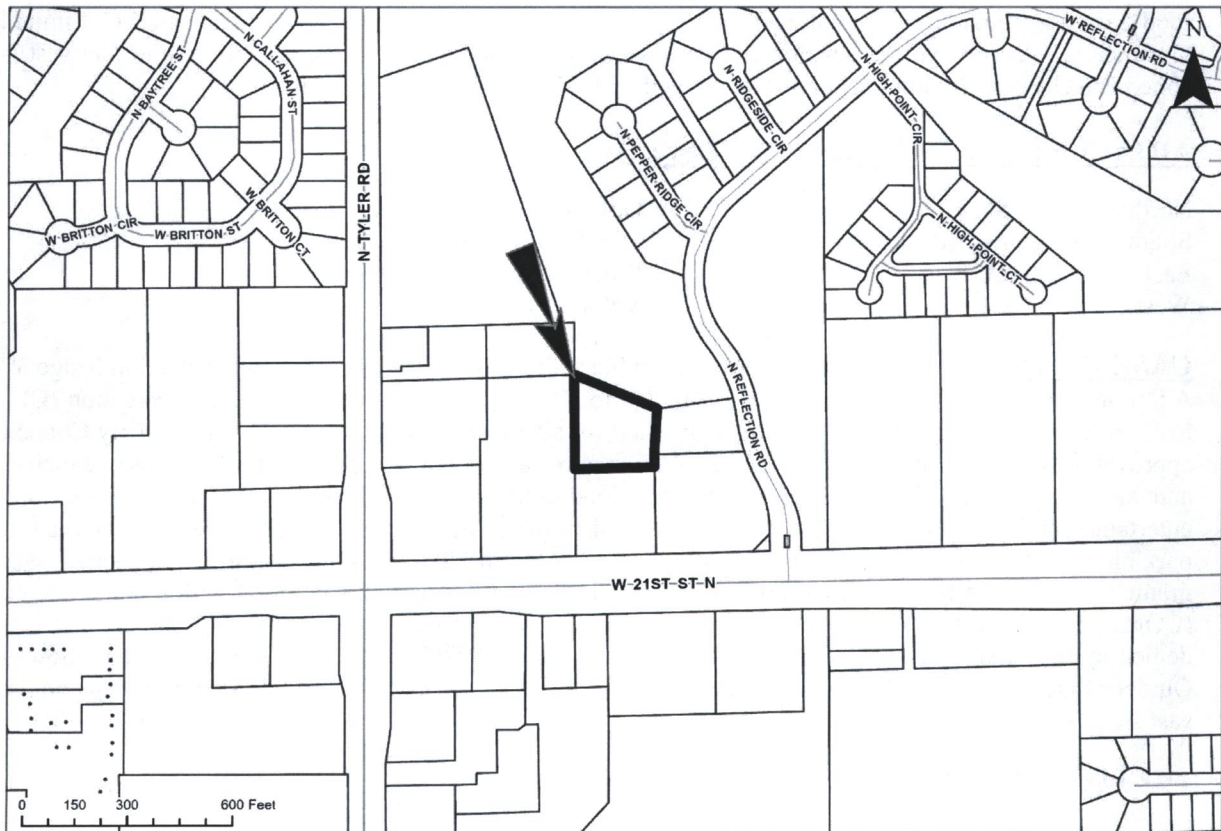 W REFLECTION RD
N
N CALLAHAN ST
N BAYTREE ST
N RIDGESIDE CIR
N HIGH POINT CIR
N PEPPER RIDGE CIR
N-TYLER-RD
W BRITTON CT
W BRITTON CIR
W BRITTON ST
N HIGH POINT CT
N REFLECTION RD
W 21ST ST N
0 150 300 600 Feet